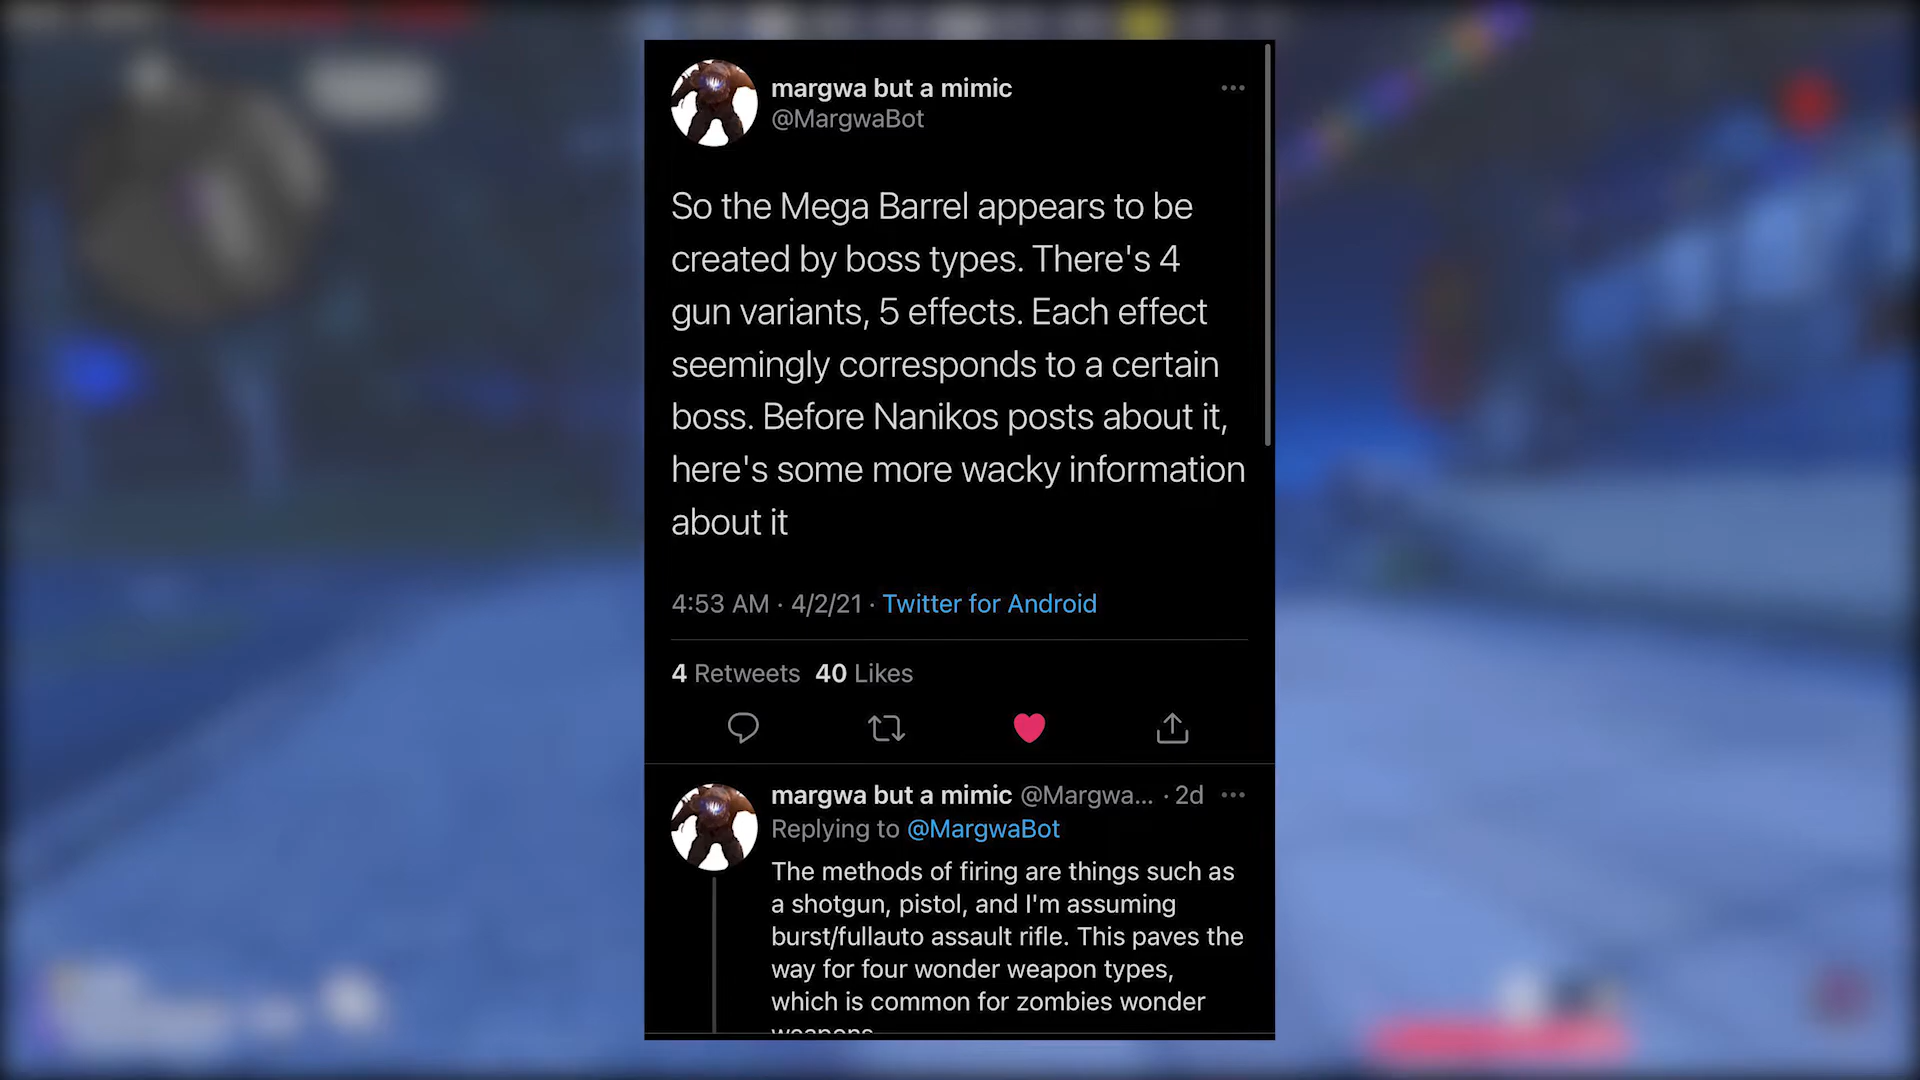 margwa but a mimic
@MargwaBot
So the Mega Barrel appears to be
created by boss types. There's 4
gun variants, 5 effects. Each effect
seemingly corresponds to a certain
boss. Before Nanikos posts about it,
here's some more wacky information
about it
4:53 AM · 4/2/21 · Twitter for Android
4 Retweets 40 Likes
margwa but a mimic @Margwa... · 2d
Replying to @MargwaBot
The methods of firing are things such as
a shotgun, pistol, and I'm assuming
burst/fullauto assault rifle. This paves the
way for four wonder weapon types,
which is common for zombies wonder